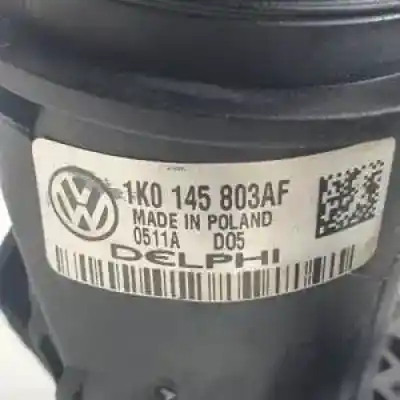 1K0 145 803AF
MADE IN POLAND
0511A D05
DELPHI